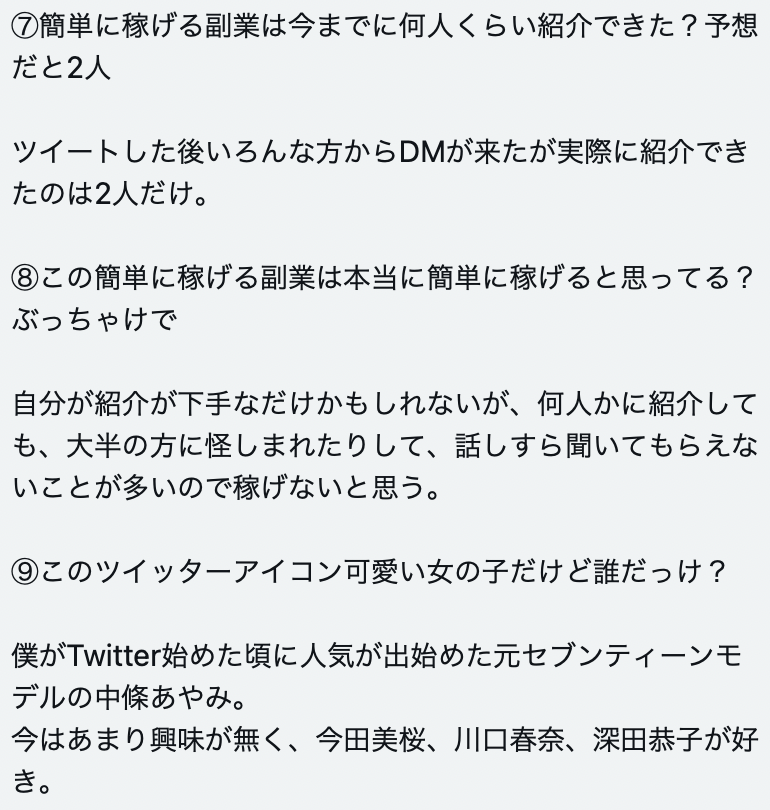 ⑦簡単に稼げる副業は今までに何人くらい紹介できた？予想
だと2人
ツイートした後いろんな方からDMが来たが実際に紹介でき
たのは2人だけ。
⑧この簡単に稼げる副業は本当に簡単に稼げると思ってる？
ぶっちゃけで
自分が紹介が下手なだけかもしれないが、何人かに紹介して
も、大半の方に怪しまれたりして、話しすら聞いてもらえな
いことが多いので稼げないと思う。
⑨このツイッターアイコン可愛い女の子だけど誰だっけ？
僕がTwitter始めた頃に人気が出始めた元セブンティーンモ
デルの中條あやみ。
今はあまり興味が無く、今田美桜、川口春奈、深田恭子が好
き。